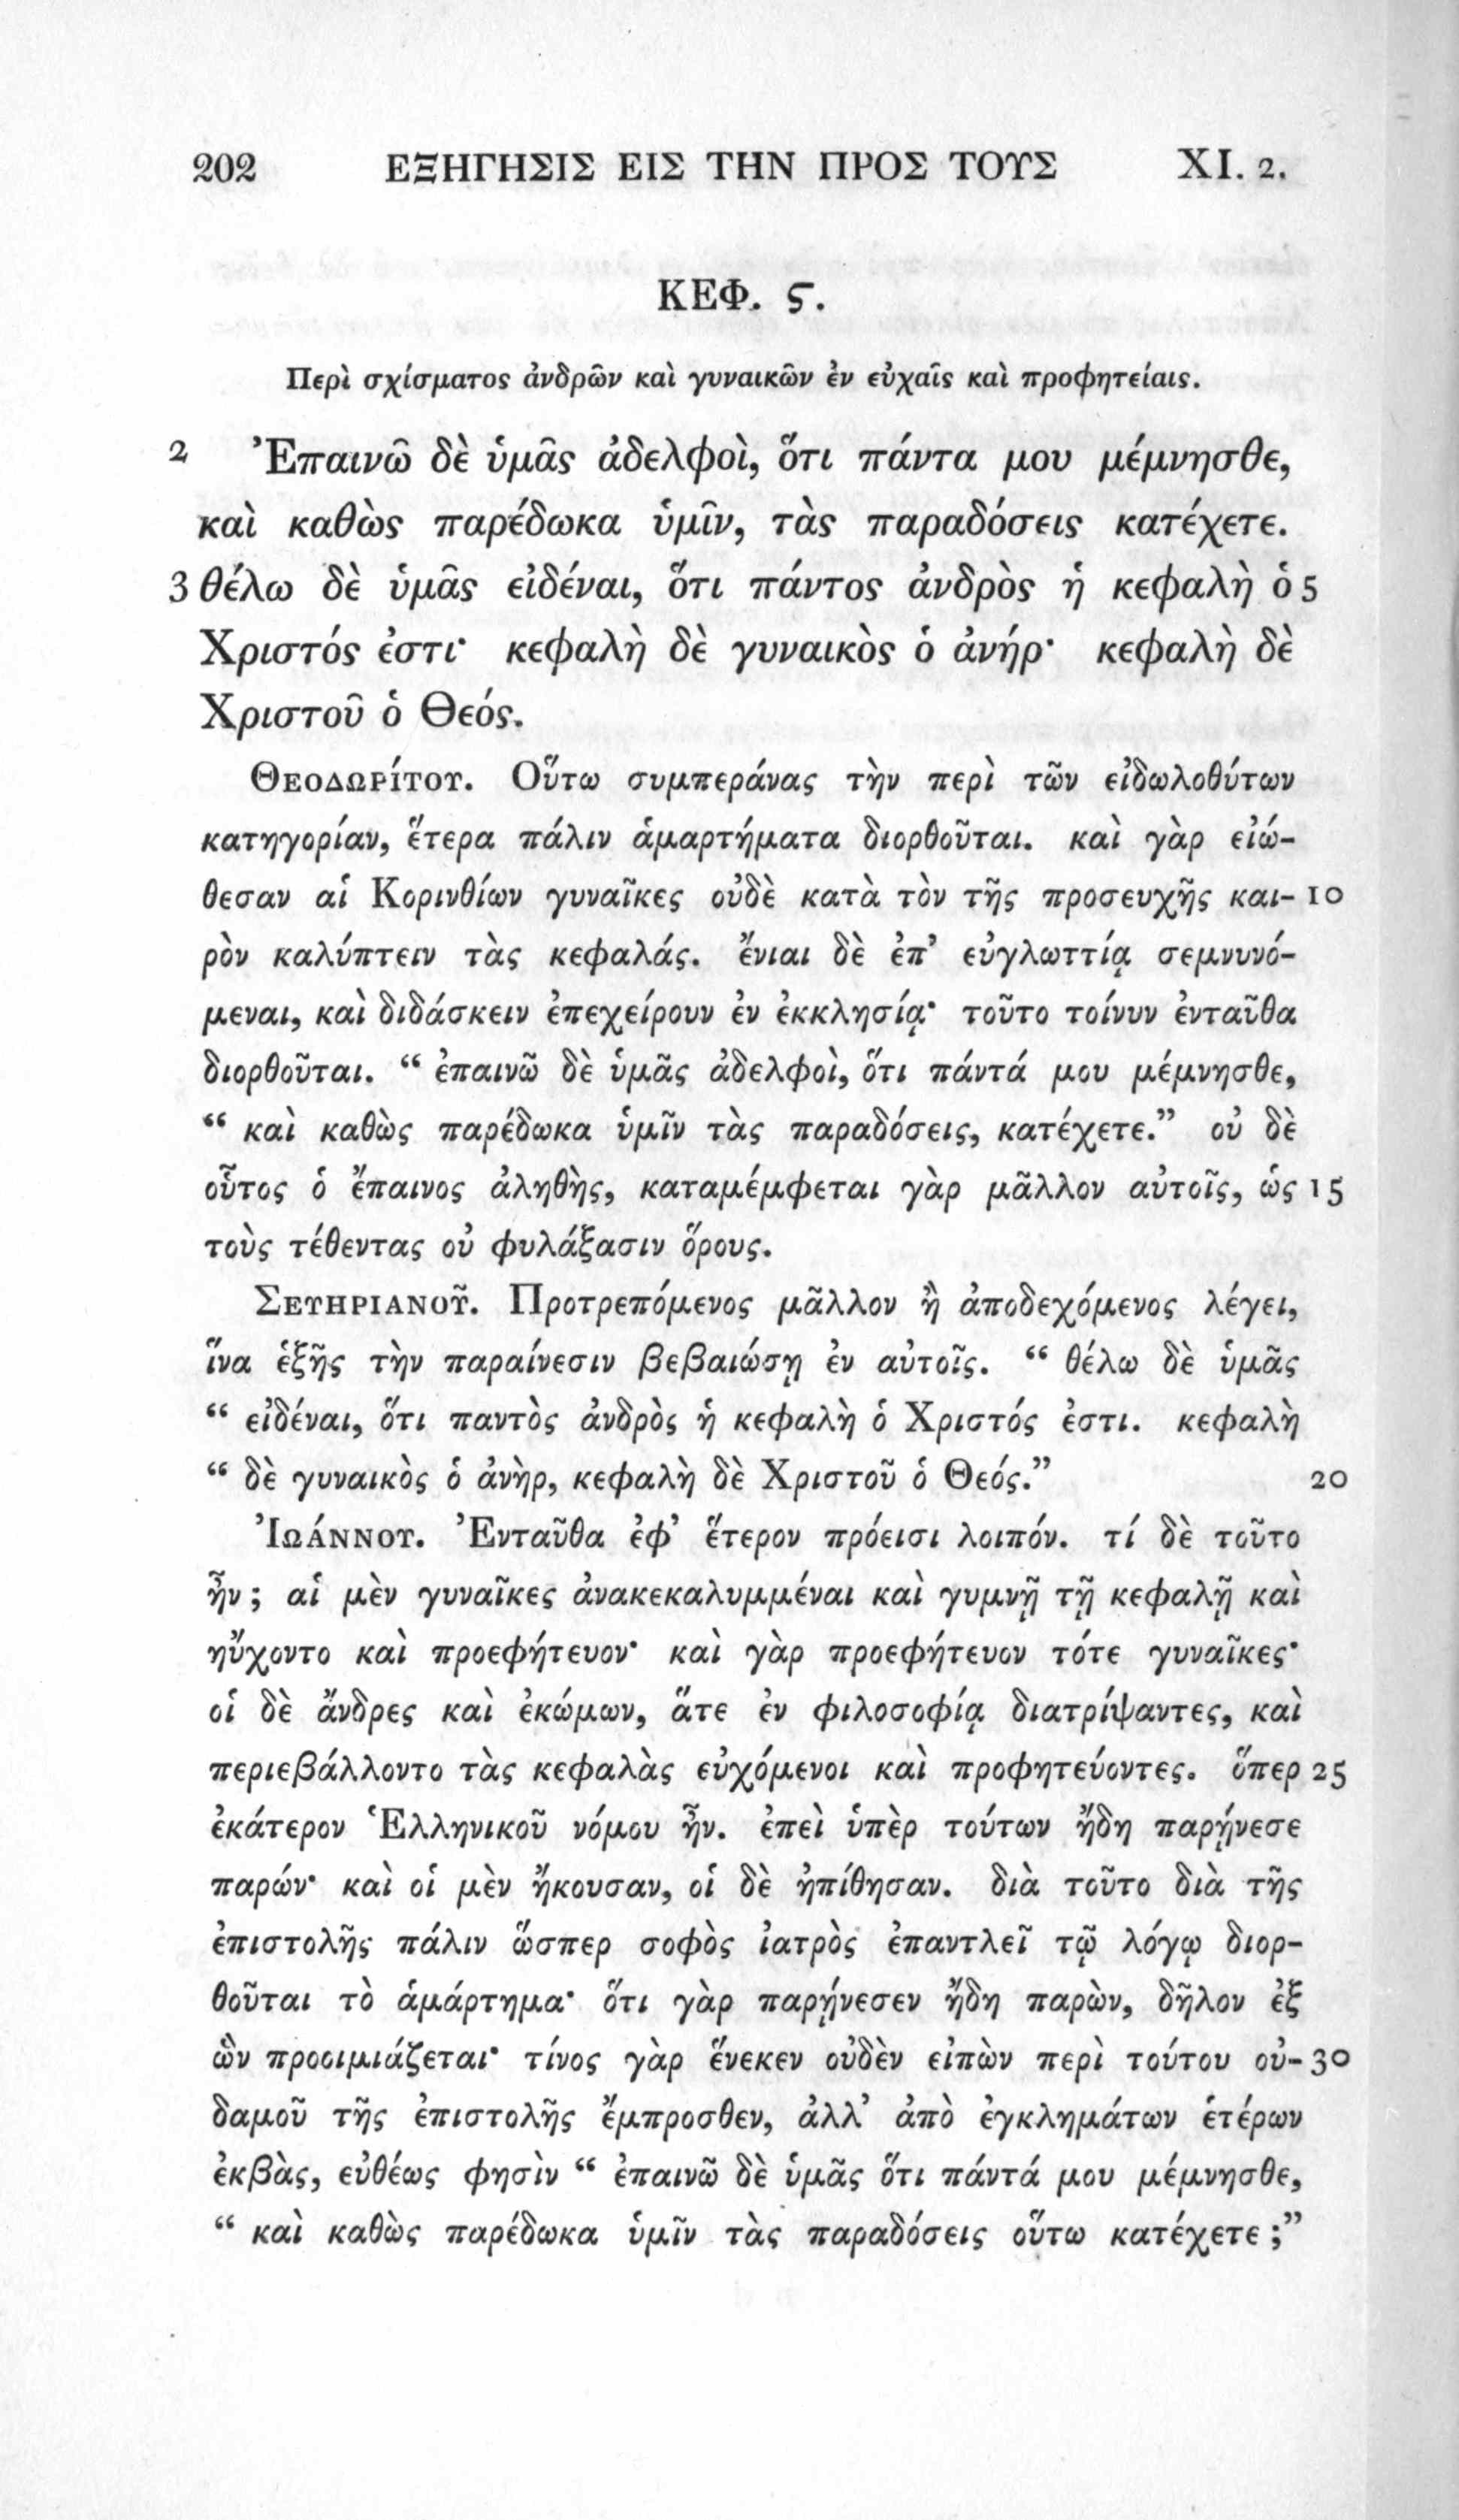 202 ΕΞΗΓΗΣΙΣ ΕΙΣ ΤΗΝ ΠΡΟΣ ΤΟΥΣ XI. 2.
ΚΕΦ. ϛ.
Περὶ σχίσματος ἀνδρῶν καὶ γυναικῶν ἐν εὐχαῖς καὶ προφητείαις.
2 Ἐπαινῶ δὲ ὑμᾶς ἀδελφοὶ, ὅτι πάντα μου μέμνησθε,
καὶ καθὼς παρέδωκα ὑμῖν, τὰς παραδόσεις κατέχετε.
3 θέλω δὲ ὑμᾶς εἰδέναι, ὅτι πάντος ἀνδρὸς ἡ κεφαλὴ ὁ 5
Χριστός ἐστι· κεφαλὴ δὲ γυναικὸς ὁ ἀνήρ· κεφαλὴ δὲ
Χριστοῦ ὁ Θεός.
Θεοδωρίτου. Οὕτω συμπεράνας τὴν περὶ τῶν εἰδωλοθύτων
κατηγορίαν, ἕτερα πάλιν ἁμαρτήματα διορθοῦται. καὶ γὰρ εἰώ-
θεσαν αἱ Κορινθίων γυναῖκες οὐδὲ κατὰ τὸν τῆς προσευχῆς και- 10
ρὸν καλύπτειν τὰς κεφαλάς. ἔνιαι δὲ ἐπ’ εὐγλωττίᾳ σεμνυνό-
μεναι, καὶ διδάσκειν ἐπεχείρουν ἐν ἐκκλησίᾳ· τοῦτο τοίνυν ἐνταῦθα
διορθοῦται. “ ἐπαινῶ δὲ ὑμᾶς ἀδελφοὶ, ὅτι πάντά μου μέμνησθε,
“ καὶ καθὼς παρέδωκα ὑμῖν τὰς παραδόσεις, κατέχετε.” οὐ δὲ
οὗτος ὁ ἔπαινος ἀληθὴς, καταμέμφεται γὰρ μᾶλλον αὐτοῖς, ὡς 15
τοὺς τέθεντας οὐ φυλάξασιν ὅρους.
Σευηριανοῦ. Προτρεπόμενος μᾶλλον ἢ ἀποδεχόμενος λέγει,
ἵνα ἑξῆς τὴν παραίνεσιν βεβαιώσῃ ἐν αὐτοῖς. “ θέλω δὲ ὑμᾶς
“ εἰδέναι, ὅτι παντὸς ἀνδρὸς ἡ κεφαλὴ ὁ Χριστός ἐστι. κεφαλὴ
“ δὲ γυναικὸς ὁ ἀνὴρ, κεφαλὴ δὲ Χριστοῦ ὁ Θεός.” 20
Ἰωάννου. Ἐνταῦθα ἐφ’ ἕτερον πρόεισι λοιπόν. τί δὲ τοῦτο
ἦν ; αἱ μὲν γυναῖκες ἀνακεκαλυμμέναι καὶ γυμνῇ τῇ κεφαλῇ καὶ
ηὔχοντο καὶ προεφήτευον· καὶ γὰρ προεφήτευον τότε γυναῖκες·
οἱ δὲ ἄνδρες καὶ ἐκώμων, ἅτε ἐν φιλοσοφίᾳ διατρίψαντες, καὶ
περιεβάλλοντο τὰς κεφαλὰς εὐχόμενοι καὶ προφητεύοντες. ὅπερ 25
ἑκάτερον Ἑλληνικοῦ νόμου ἦν. ἐπεὶ ὑπὲρ τούτων ἤδη παρῄνεσε
παρών· καὶ οἱ μὲν ἤκουσαν, οἱ δὲ ἠπίθησαν. διὰ τοῦτο διὰ τῆς
ἐπιστολῆς πάλιν ὥσπερ σοφὸς ἰατρὸς ἐπαντλεῖ τῷ λόγῳ διορ-
θοῦται τὸ ἁμάρτημα· ὅτι γὰρ παρῄνεσεν ἤδη παρὼν, δῆλον ἐξ
ὧν προοιμιάζεται· τίνος γὰρ ἕνεκεν οὐδὲν εἰπὼν περὶ τούτου οὐ- 30
δαμοῦ τῆς ἐπιστολῆς ἔμπροσθεν, ἀλλ’ ἀπὸ ἐγκλημάτων ἑτέρων
ἐκβὰς, εὐθέως φησὶν “ ἐπαινῶ δὲ ὑμᾶς ὅτι πάντά μου μέμνησθε,
“ καὶ καθὼς παρέδωκα ὑμῖν τὰς παραδόσεις οὕτω κατέχετε ;”